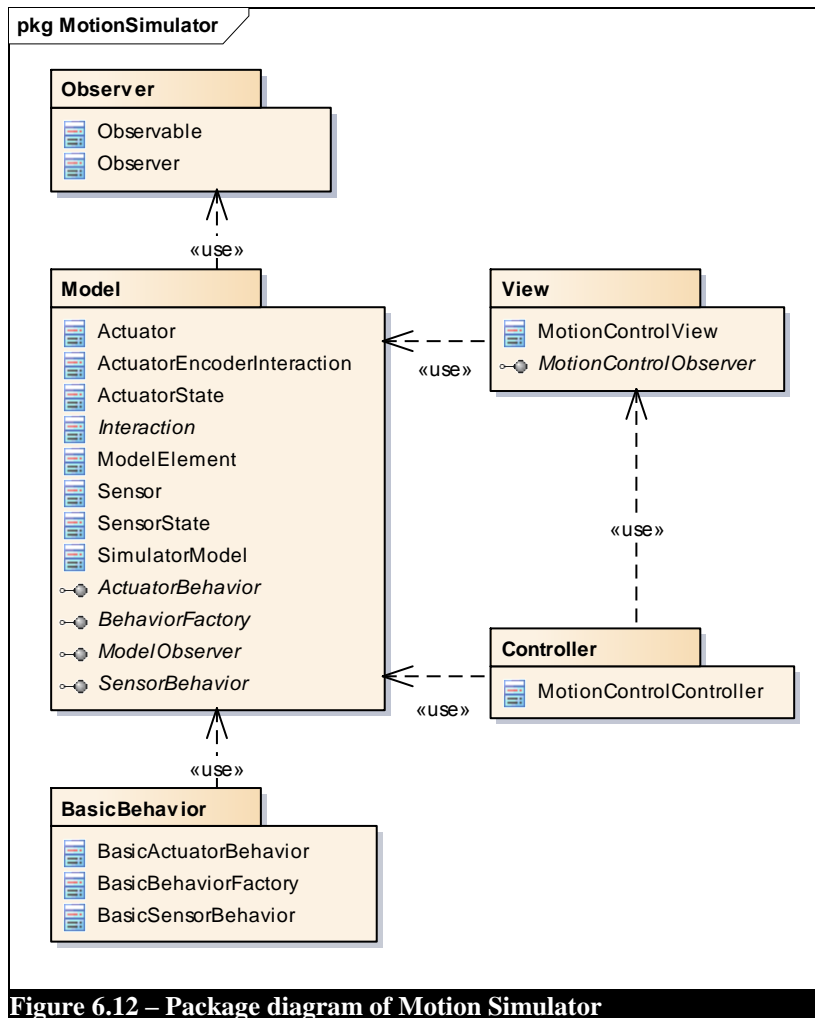 pkg MotionSimulator
Observer
Observable
Observer
«use»
Model
Actuator
ActuatorEncoderInteraction
ActuatorState
Interaction
ModelElement
Sensor
SensorState
SimulatorModel
ActuatorBehavior
BehaviorFactory
ModelObserver
SensorBehavior
«use»
View
MotionControlView
MotionControlObserver
«use»
Controller
MotionControlController
«use»
«use»
BasicBehavior
BasicActuatorBehavior
BasicBehaviorFactory
BasicSensorBehavior
Figure 6.12 – Package diagram of Motion Simulator